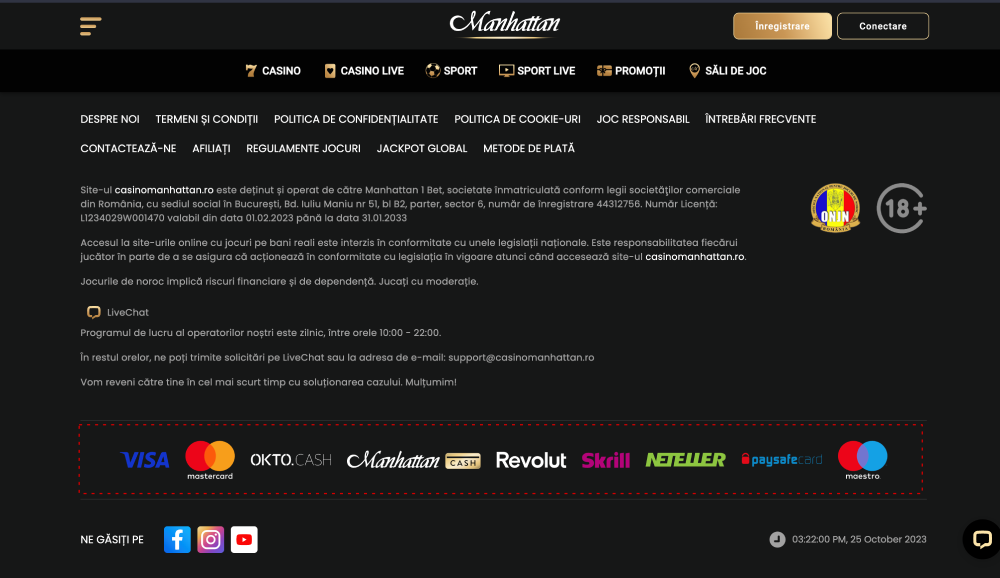 Manhattan
Înregistrare
Conectare
CASINO
CASINO LIVE
SPORT
SPORT LIVE
PROMOȚII
SĂLI DE JOC
DESPRE NOI TERMENI ȘI CONDIȚII POLITICA DE CONFIDENȚIALITATE POLITICA DE COOKIE-URI JOC RESPONSABIL ÎNTREBĂRI FRECVENTE
CONTACTEAZĂ-NE AFILIAȚI REGULAMENTE JOCURI JACKPOT GLOBAL METODE DE PLATĂ
Site-ul casinomanhattan.ro este deținut și operat de către Manhattan 1 Bet, societate înmatriculată conform legii societăților comerciale
din România, cu sediul social în București, Bd. Iuliu Maniu nr 51, bl B2, parter, sector 6, număr de înregistrare 44312756. Număr Licență:
L1234029W001470 valabil din data 01.02.2023 până la data 31.01.2033
ONJN
ROMÂNIA
18+
Accesul la site-urile online cu jocuri pe bani reali este interzis în conformitate cu unele legislații naționale. Este responsabilitatea fiecărui
jucător în parte de a se asigura că acționează în conformitate cu legislația în vigoare atunci când accesează site-ul casinomanhattan.ro.
Jocurile de noroc implică riscuri financiare și de dependență. Jucați cu moderație.
LiveChat
Programul de lucru al operatorilor noștri este zilnic, între orele 10:00 - 22:00.
În restul orelor, ne poți trimite solicitări pe LiveChat sau la adresa de e-mail: support@casinomanhattan.ro
Vom reveni către tine în cel mai scurt timp cu soluționarea cazului. Mulțumim!
VISA
mastercard
OKTO.CASH
Manhattan CASH
Revolut
Skrill
NETELLER
paysafecard
maestro
NE GĂSIȚI PE
03:22:00 PM, 25 October 2023